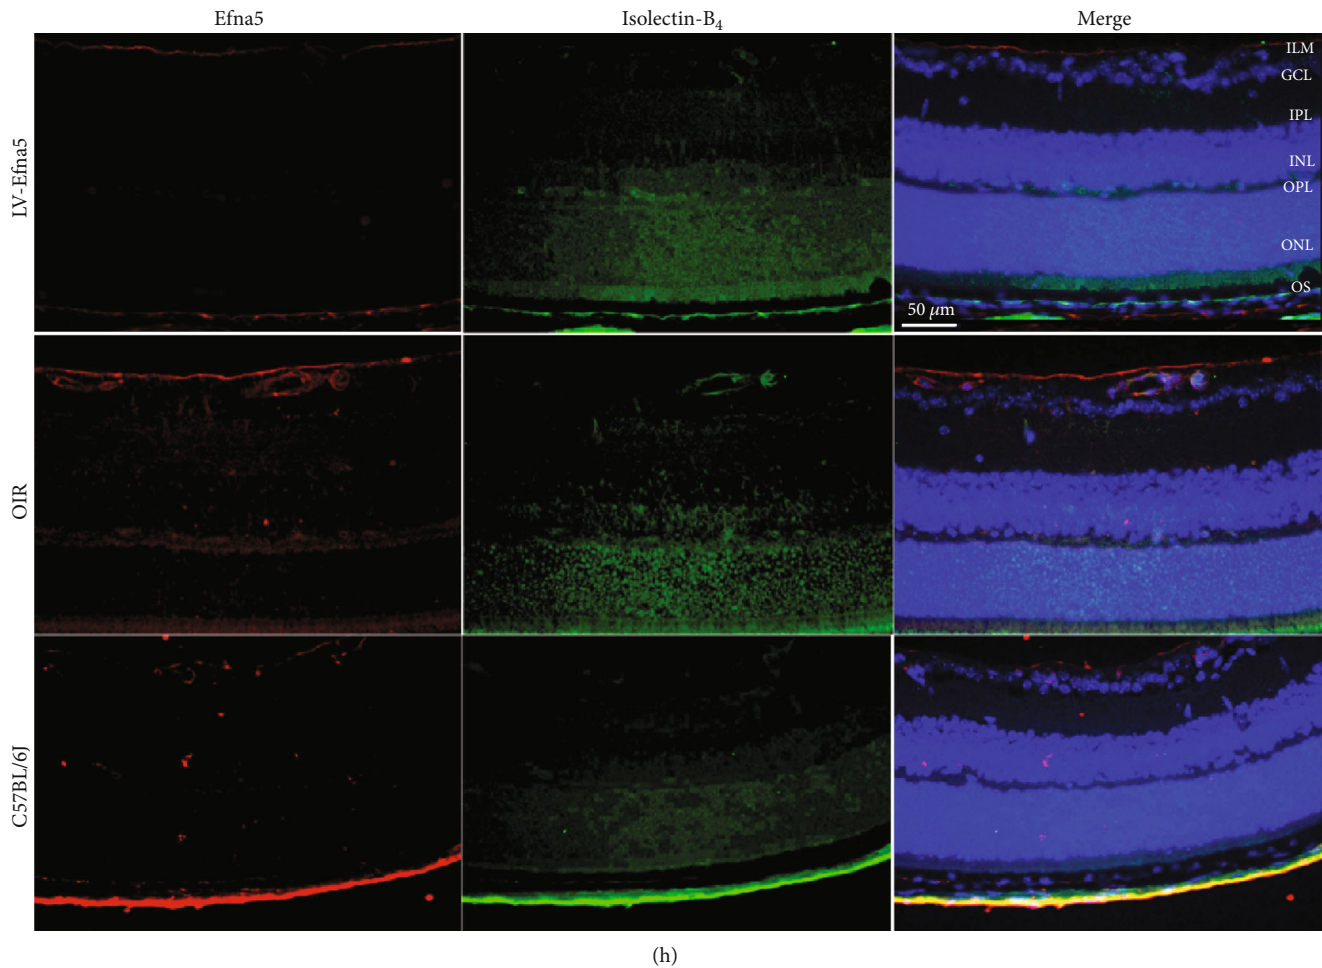 Efna5 Isolectin-B₄ Merge
LV-Efna5
ILM
GCL
IPL
INL
OPL
ONL
OS
50 μm
OIR
C57BL/6J
(h)